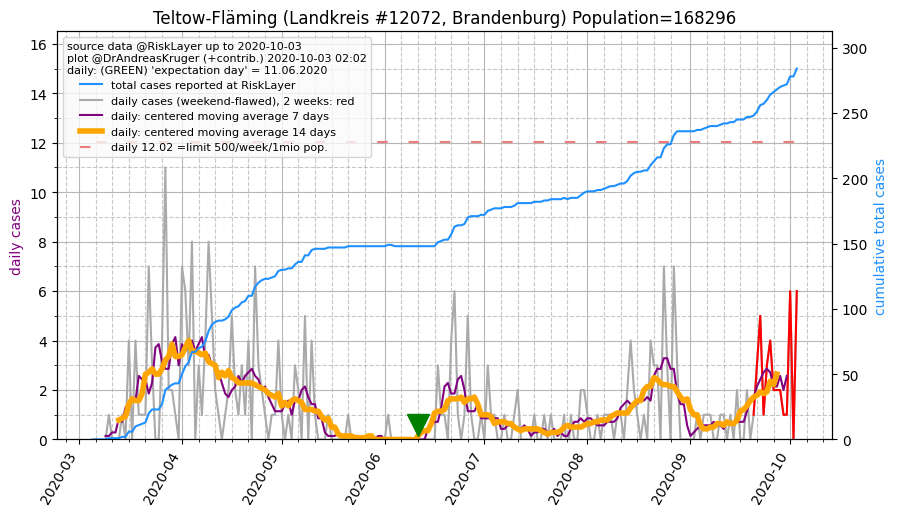 Teltow-Fläming (Landkreis #12072, Brandenburg) Population=168296
source data @RiskLayer up to 2020-10-03
plot @DrAndreasKruger (+contrib.) 2020-10-03 02:02
daily: (GREEN) 'expectation day' = 11.06.2020
total cases reported at RiskLayer
daily cases (weekend-flawed), 2 weeks: red
daily: centered moving average 7 days
daily: centered moving average 14 days
daily 12.02 =limit 500/week/1mio pop.
daily cases
16
14
12
10
8
6
4
2
0
300
250
200
150
100
50
0
cumulative total cases
2020-03
2020-04
2020-05
2020-06
2020-07
2020-08
2020-09
2020-10